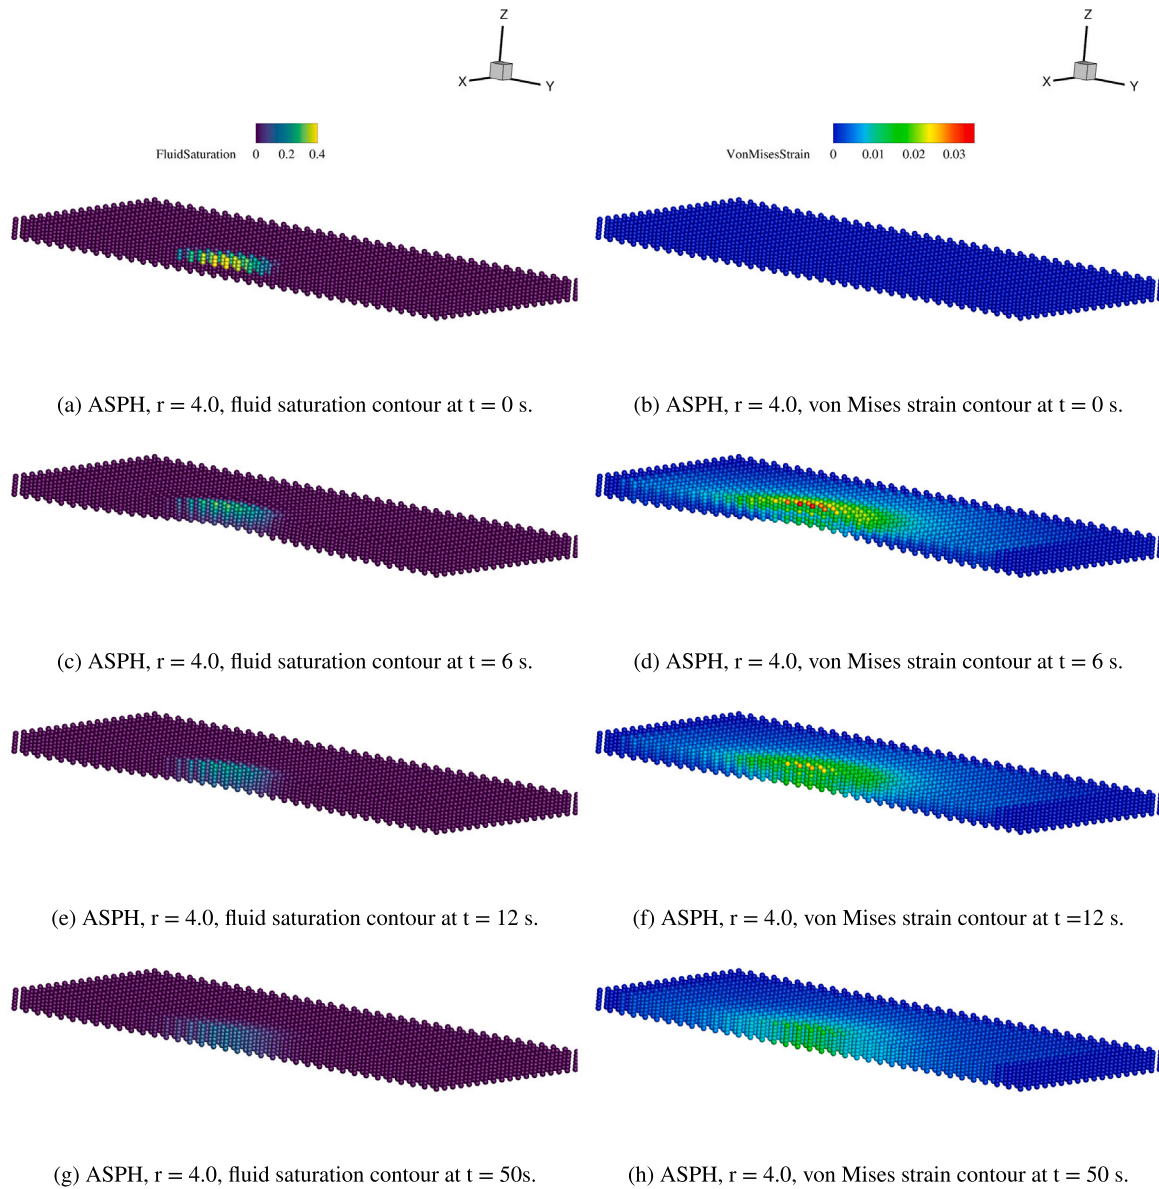 Z
Z
X
Y
X
Y
FluidSaturation 0 0.2 0.4
VonMisesStrain 0 0.01 0.02 0.03
(a) ASPH, r = 4.0, fluid saturation contour at t = 0 s.
(b) ASPH, r = 4.0, von Mises strain contour at t = 0 s.
(c) ASPH, r = 4.0, fluid saturation contour at t = 6 s.
(d) ASPH, r = 4.0, von Mises strain contour at t = 6 s.
(e) ASPH, r = 4.0, fluid saturation contour at t = 12 s.
(f) ASPH, r = 4.0, von Mises strain contour at t =12 s.
(g) ASPH, r = 4.0, fluid saturation contour at t = 50s.
(h) ASPH, r = 4.0, von Mises strain contour at t = 50 s.